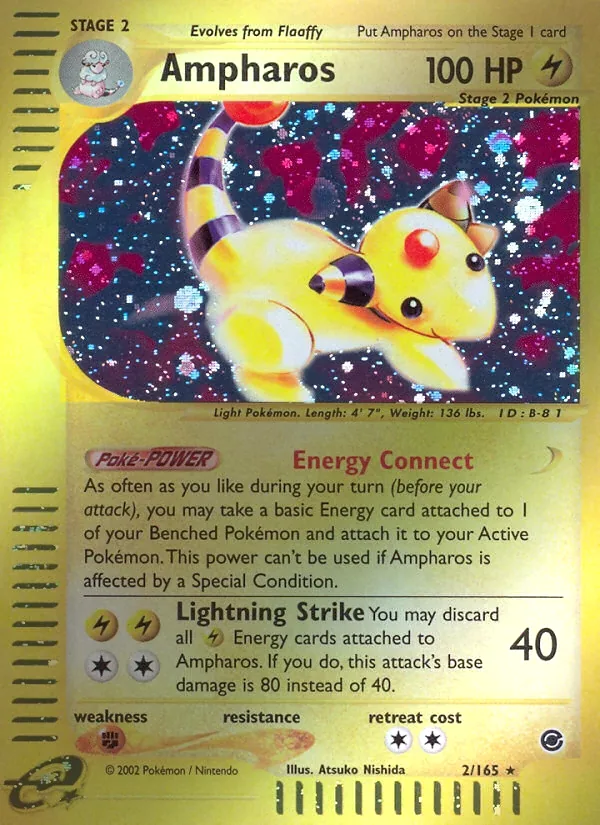 STAGE 2
Evolves from Flaaffy
Put Ampharos on the Stage 1 card
Ampharos
100 HP
Stage 2 Pokémon
Light Pokémon. Length: 4' 7", Weight: 136 lbs. ID: B-81
Poké-POWER
Energy Connect
As often as you like during your turn (before your
attack), you may take a basic Energy card attached to 1
of your Benched Pokémon and attach it to your Active
Pokémon. This power can't be used if Ampharos is
affected by a Special Condition.
Lightning Strike You may discard
all Energy cards attached to
Ampharos. If you do, this attack's base
damage is 80 instead of 40.
40
weakness
resistance
retreat cost
© 2002 Pokémon / Nintendo
Illus. Atsuko Nishida
2/165 ★
e